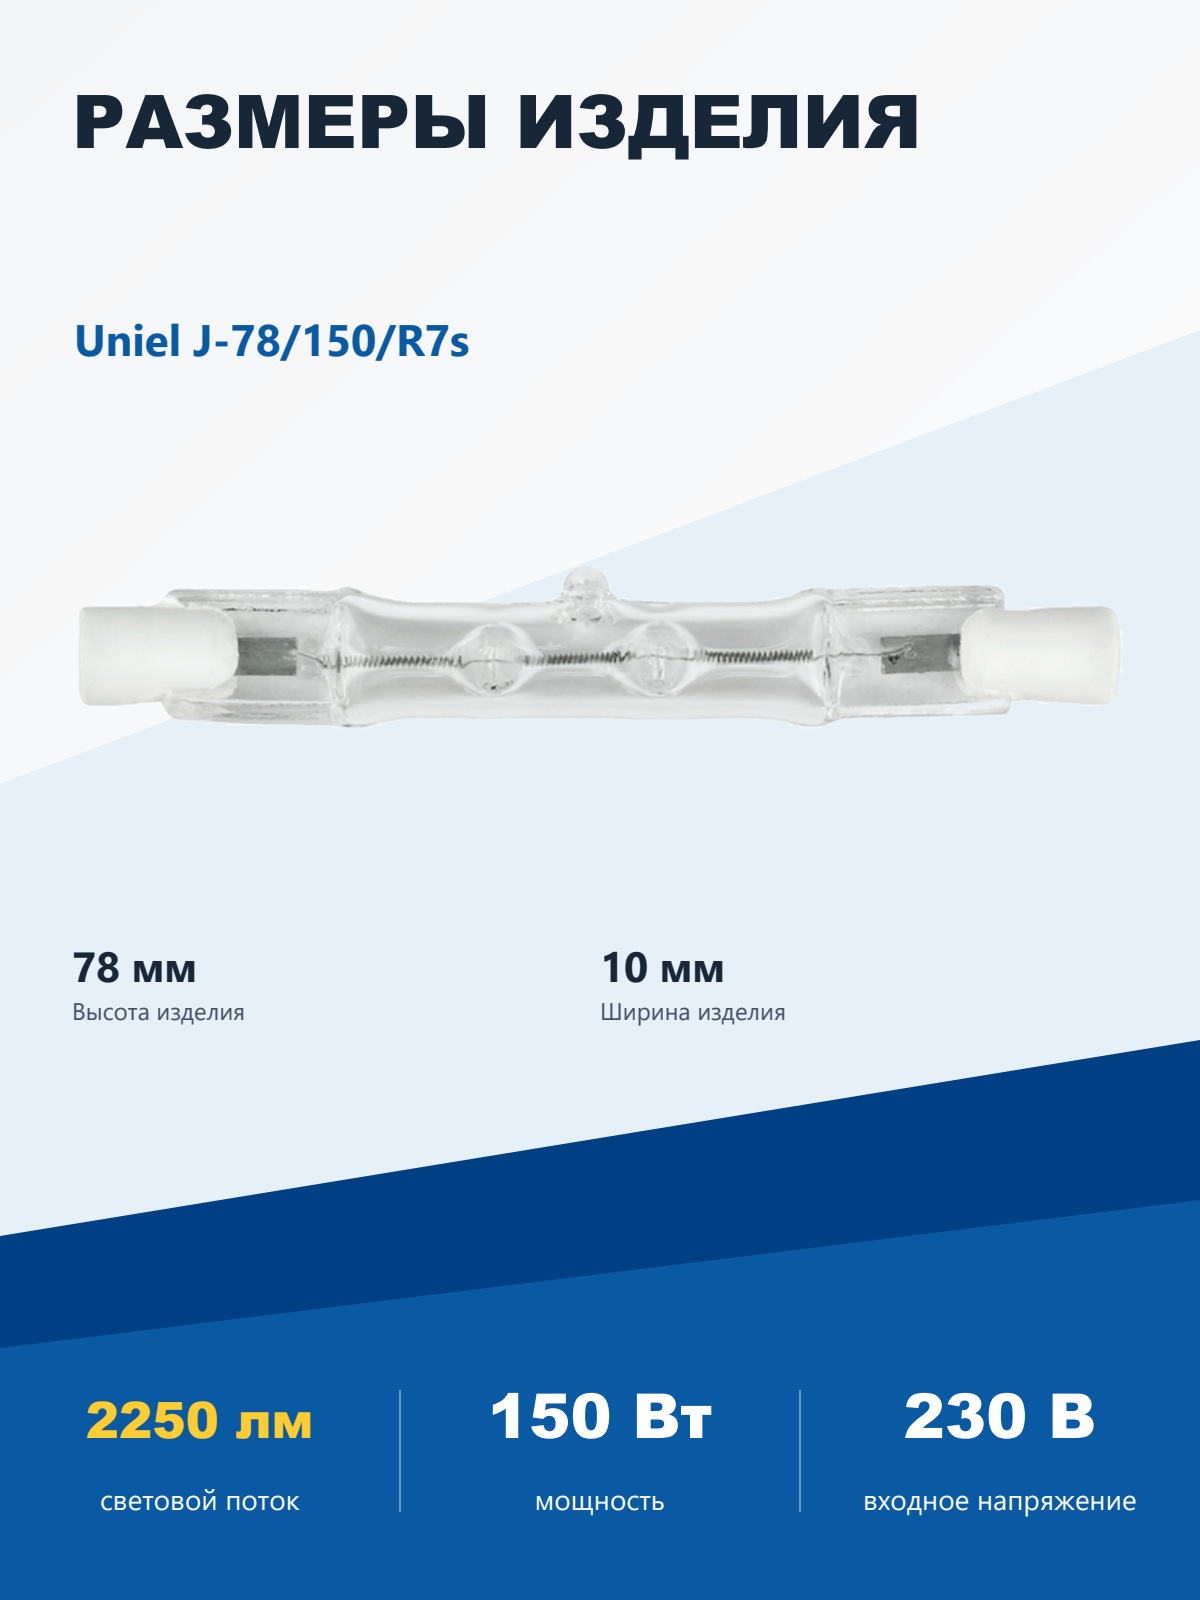 РАЗМЕРЫ ИЗДЕЛИЯ
Uniel J-78/150/R7s
78 мм
Высота изделия
10 мм
Ширина изделия
2250 лм
световой поток
150 Вт
мощность
230 В
входное напряжение